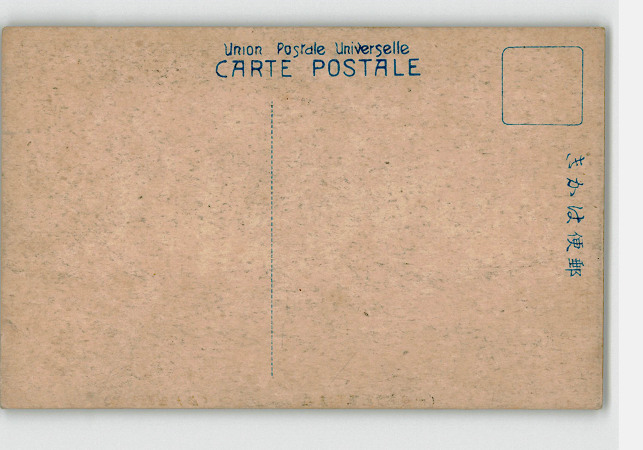 Union Postale Universelle
CARTE POSTALE
きかは便郵